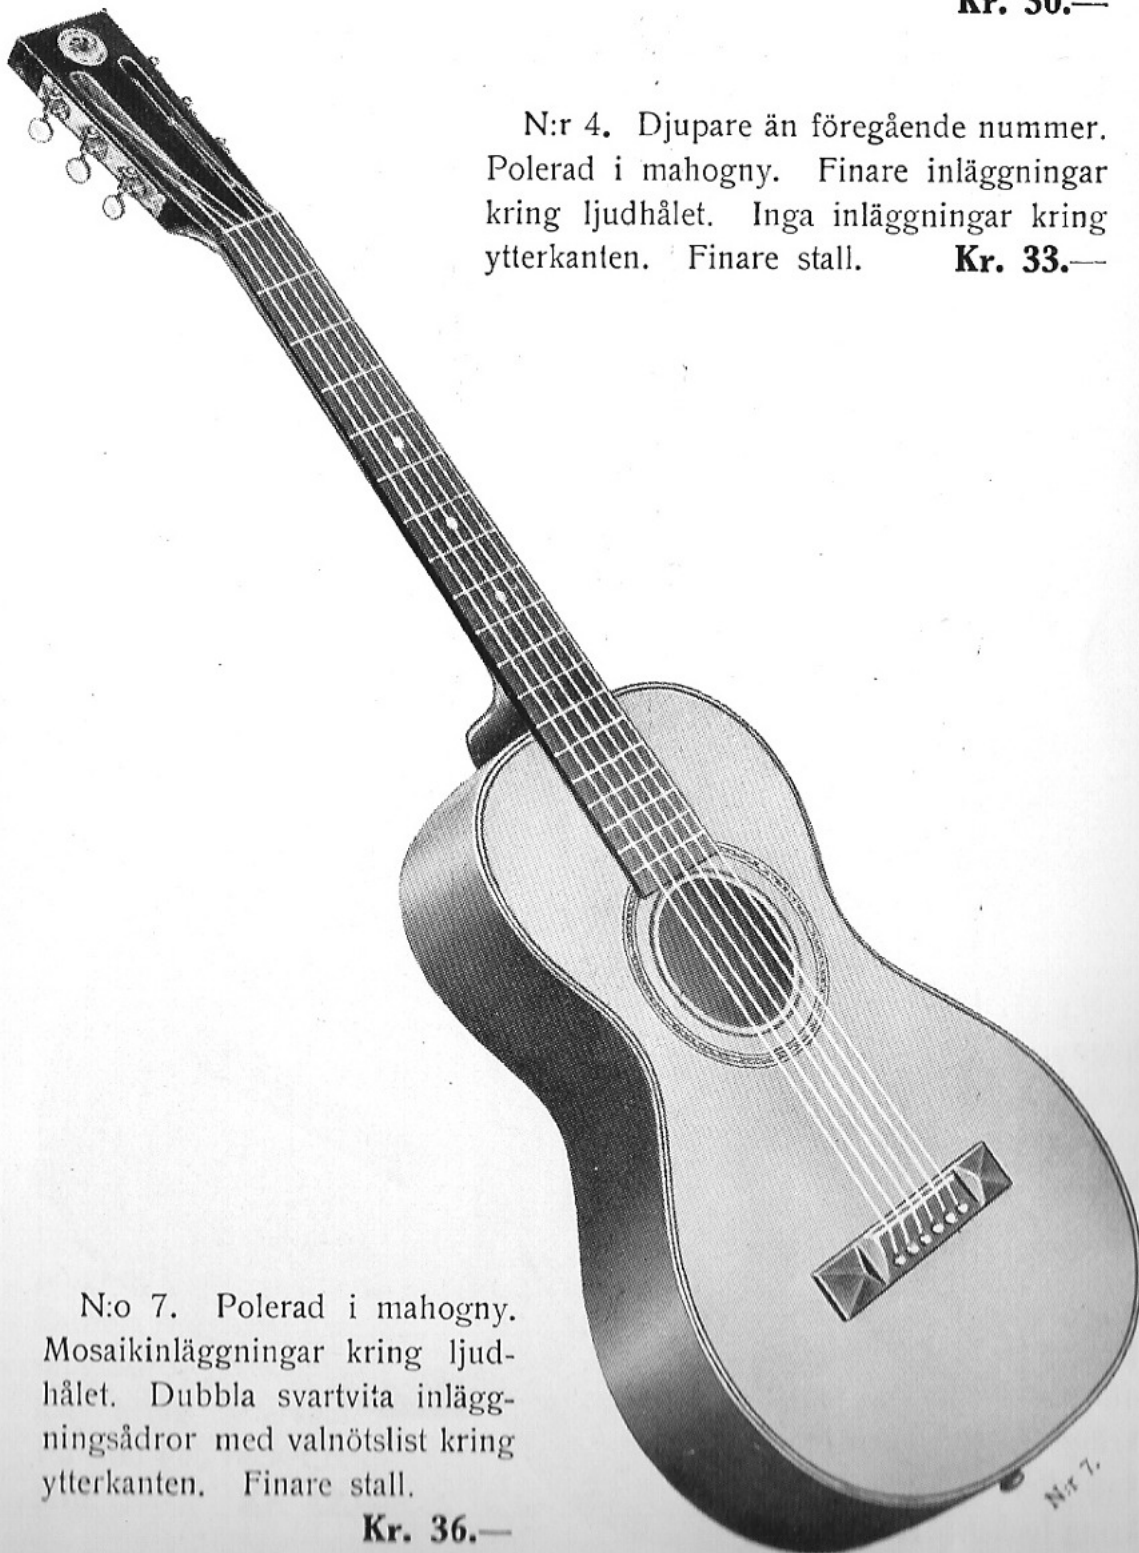 Kr. 30.—
N:r 4. Djupare än föregående nummer.
Polerad i mahogny. Finare inläggningar
kring ljudhålet. Inga inläggningar kring
ytterkanten. Finare stall. Kr. 33.—
N:o 7. Polerad i mahogny.
Mosaikinläggningar kring ljud-
hålet. Dubbla svartvita inlägg-
ningsådror med valnötslist kring
ytterkanten. Finare stall.
Kr. 36.—
N:r 7.